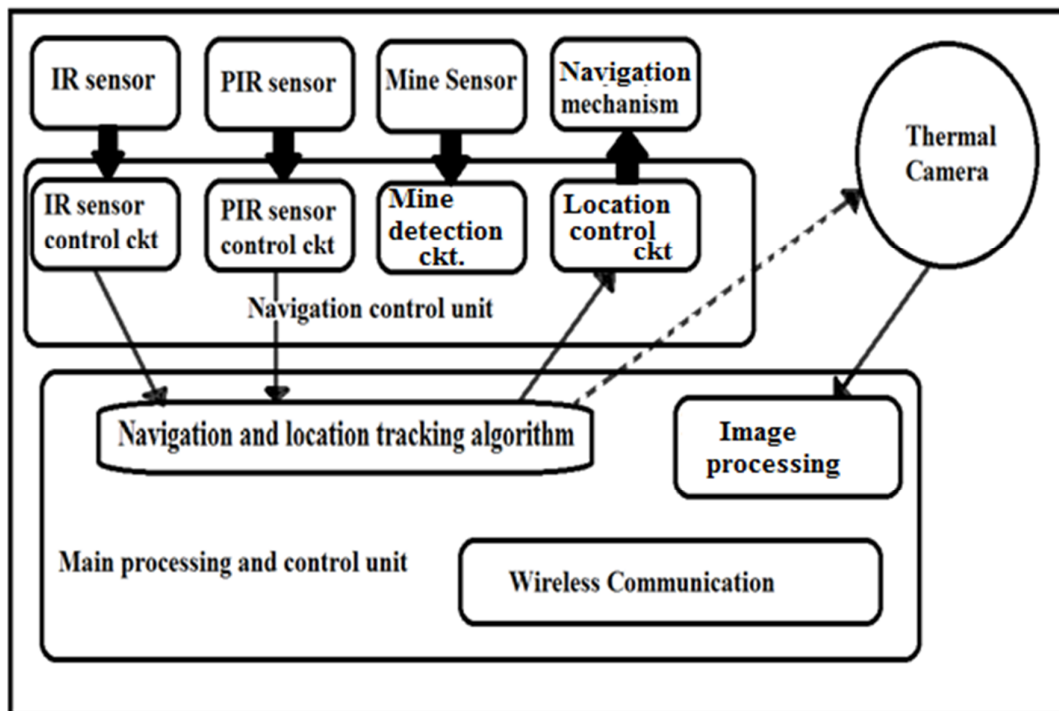 IR sensor
PIR sensor
Mine Sensor
Navigation
mechanism
Thermal
Camera
IR sensor
control ckt
PIR sensor
control ckt
Mine
detection
ckt.
Location
control
ckt
Navigation control unit
Navigation and location tracking algorithm
Image
processing
Main processing and control unit
Wireless Communication